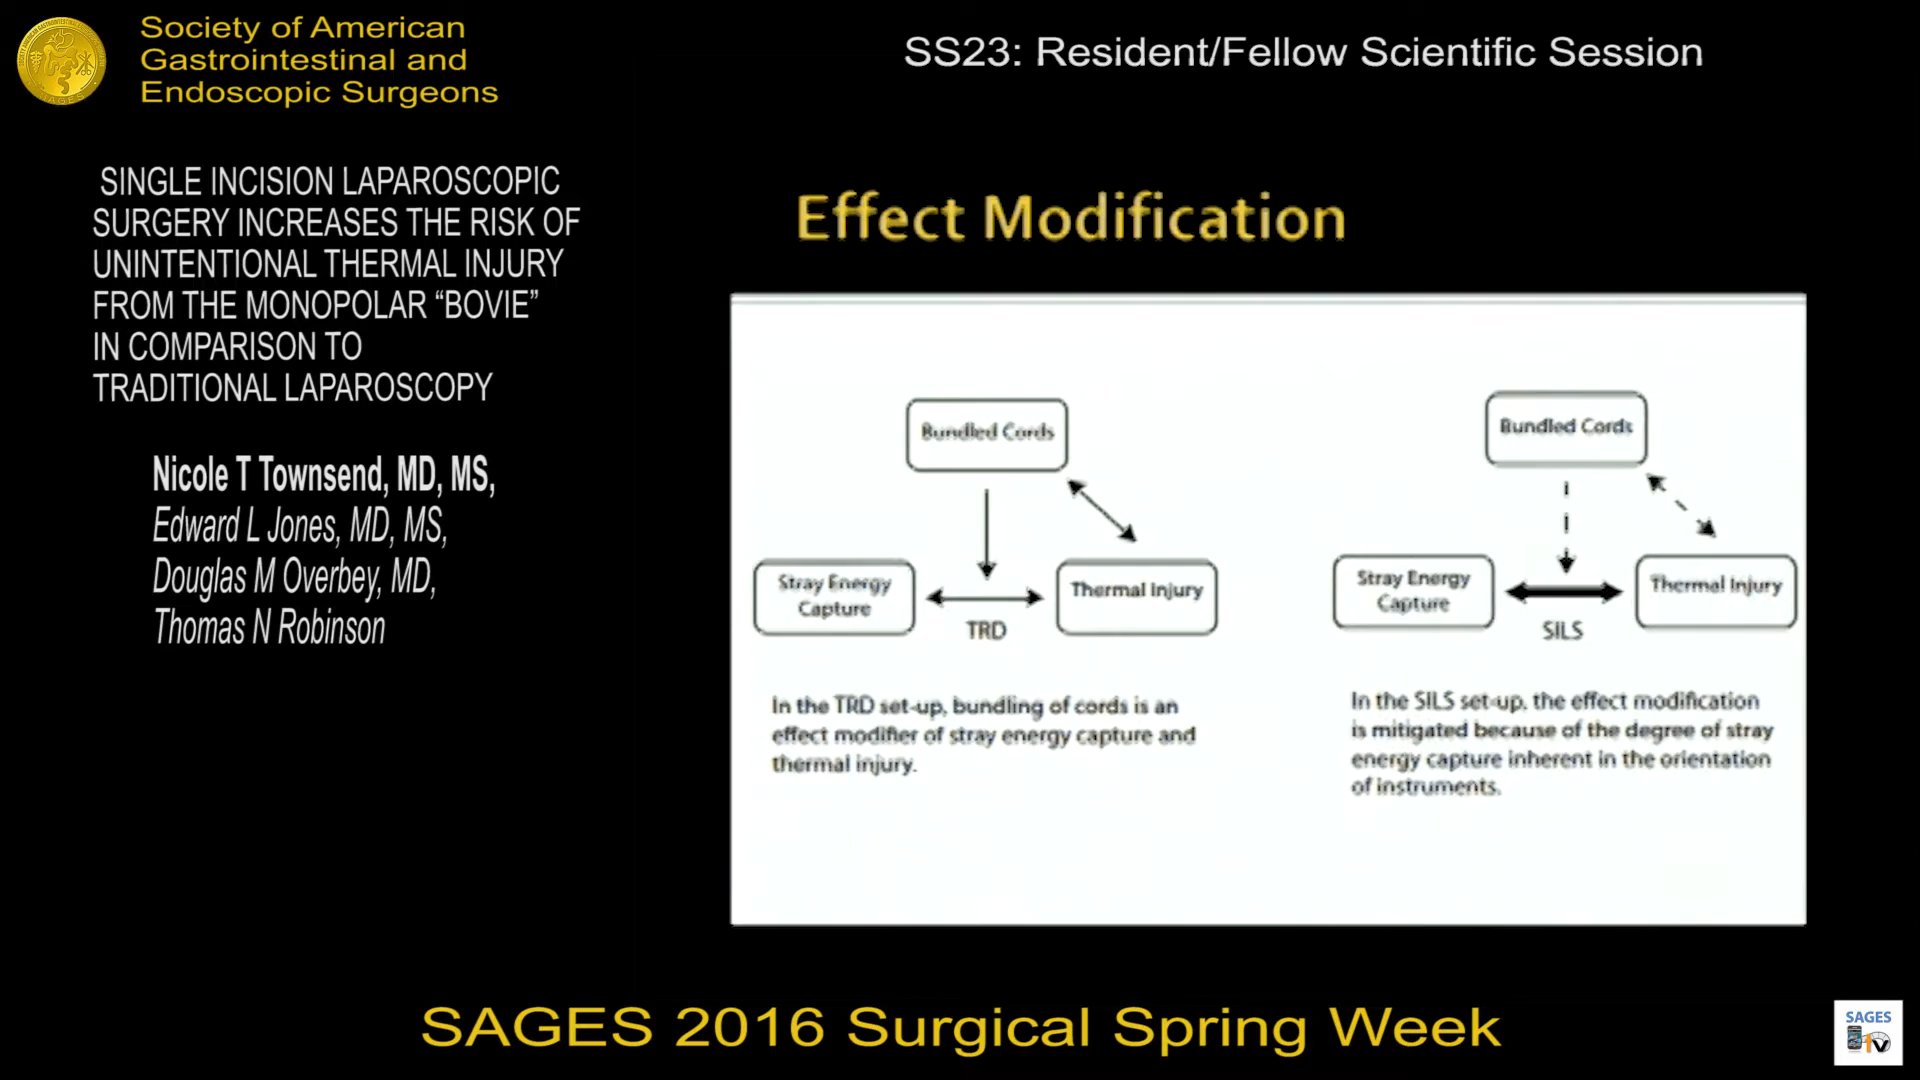 Society of American
Gastrointestinal and
Endoscopic Surgeons
SS23: Resident/Fellow Scientific Session
SINGLE INCISION LAPAROSCOPIC
SURGERY INCREASES THE RISK OF
UNINTENTIONAL THERMAL INJURY
FROM THE MONOPOLAR “BOVIE”
IN COMPARISON TO
TRADITIONAL LAPAROSCOPY
Nicole T Townsend, MD, MS,
Edward L Jones, MD, MS,
Douglas M Overbey, MD,
Thomas N Robinson
Effect Modification
Bundled Cords
Stray Energy
Capture
Thermal Injury
TRD
In the TRD set-up, bundling of cords is an
effect modifier of stray energy capture and
thermal injury.
Bundled Cords
Stray Energy
Capture
Thermal Injury
SILS
In the SILS set-up, the effect modification
is mitigated because of the degree of stray
energy capture inherent in the orientation
of instruments.
SAGES 2016 Surgical Spring Week
SAGES
tv